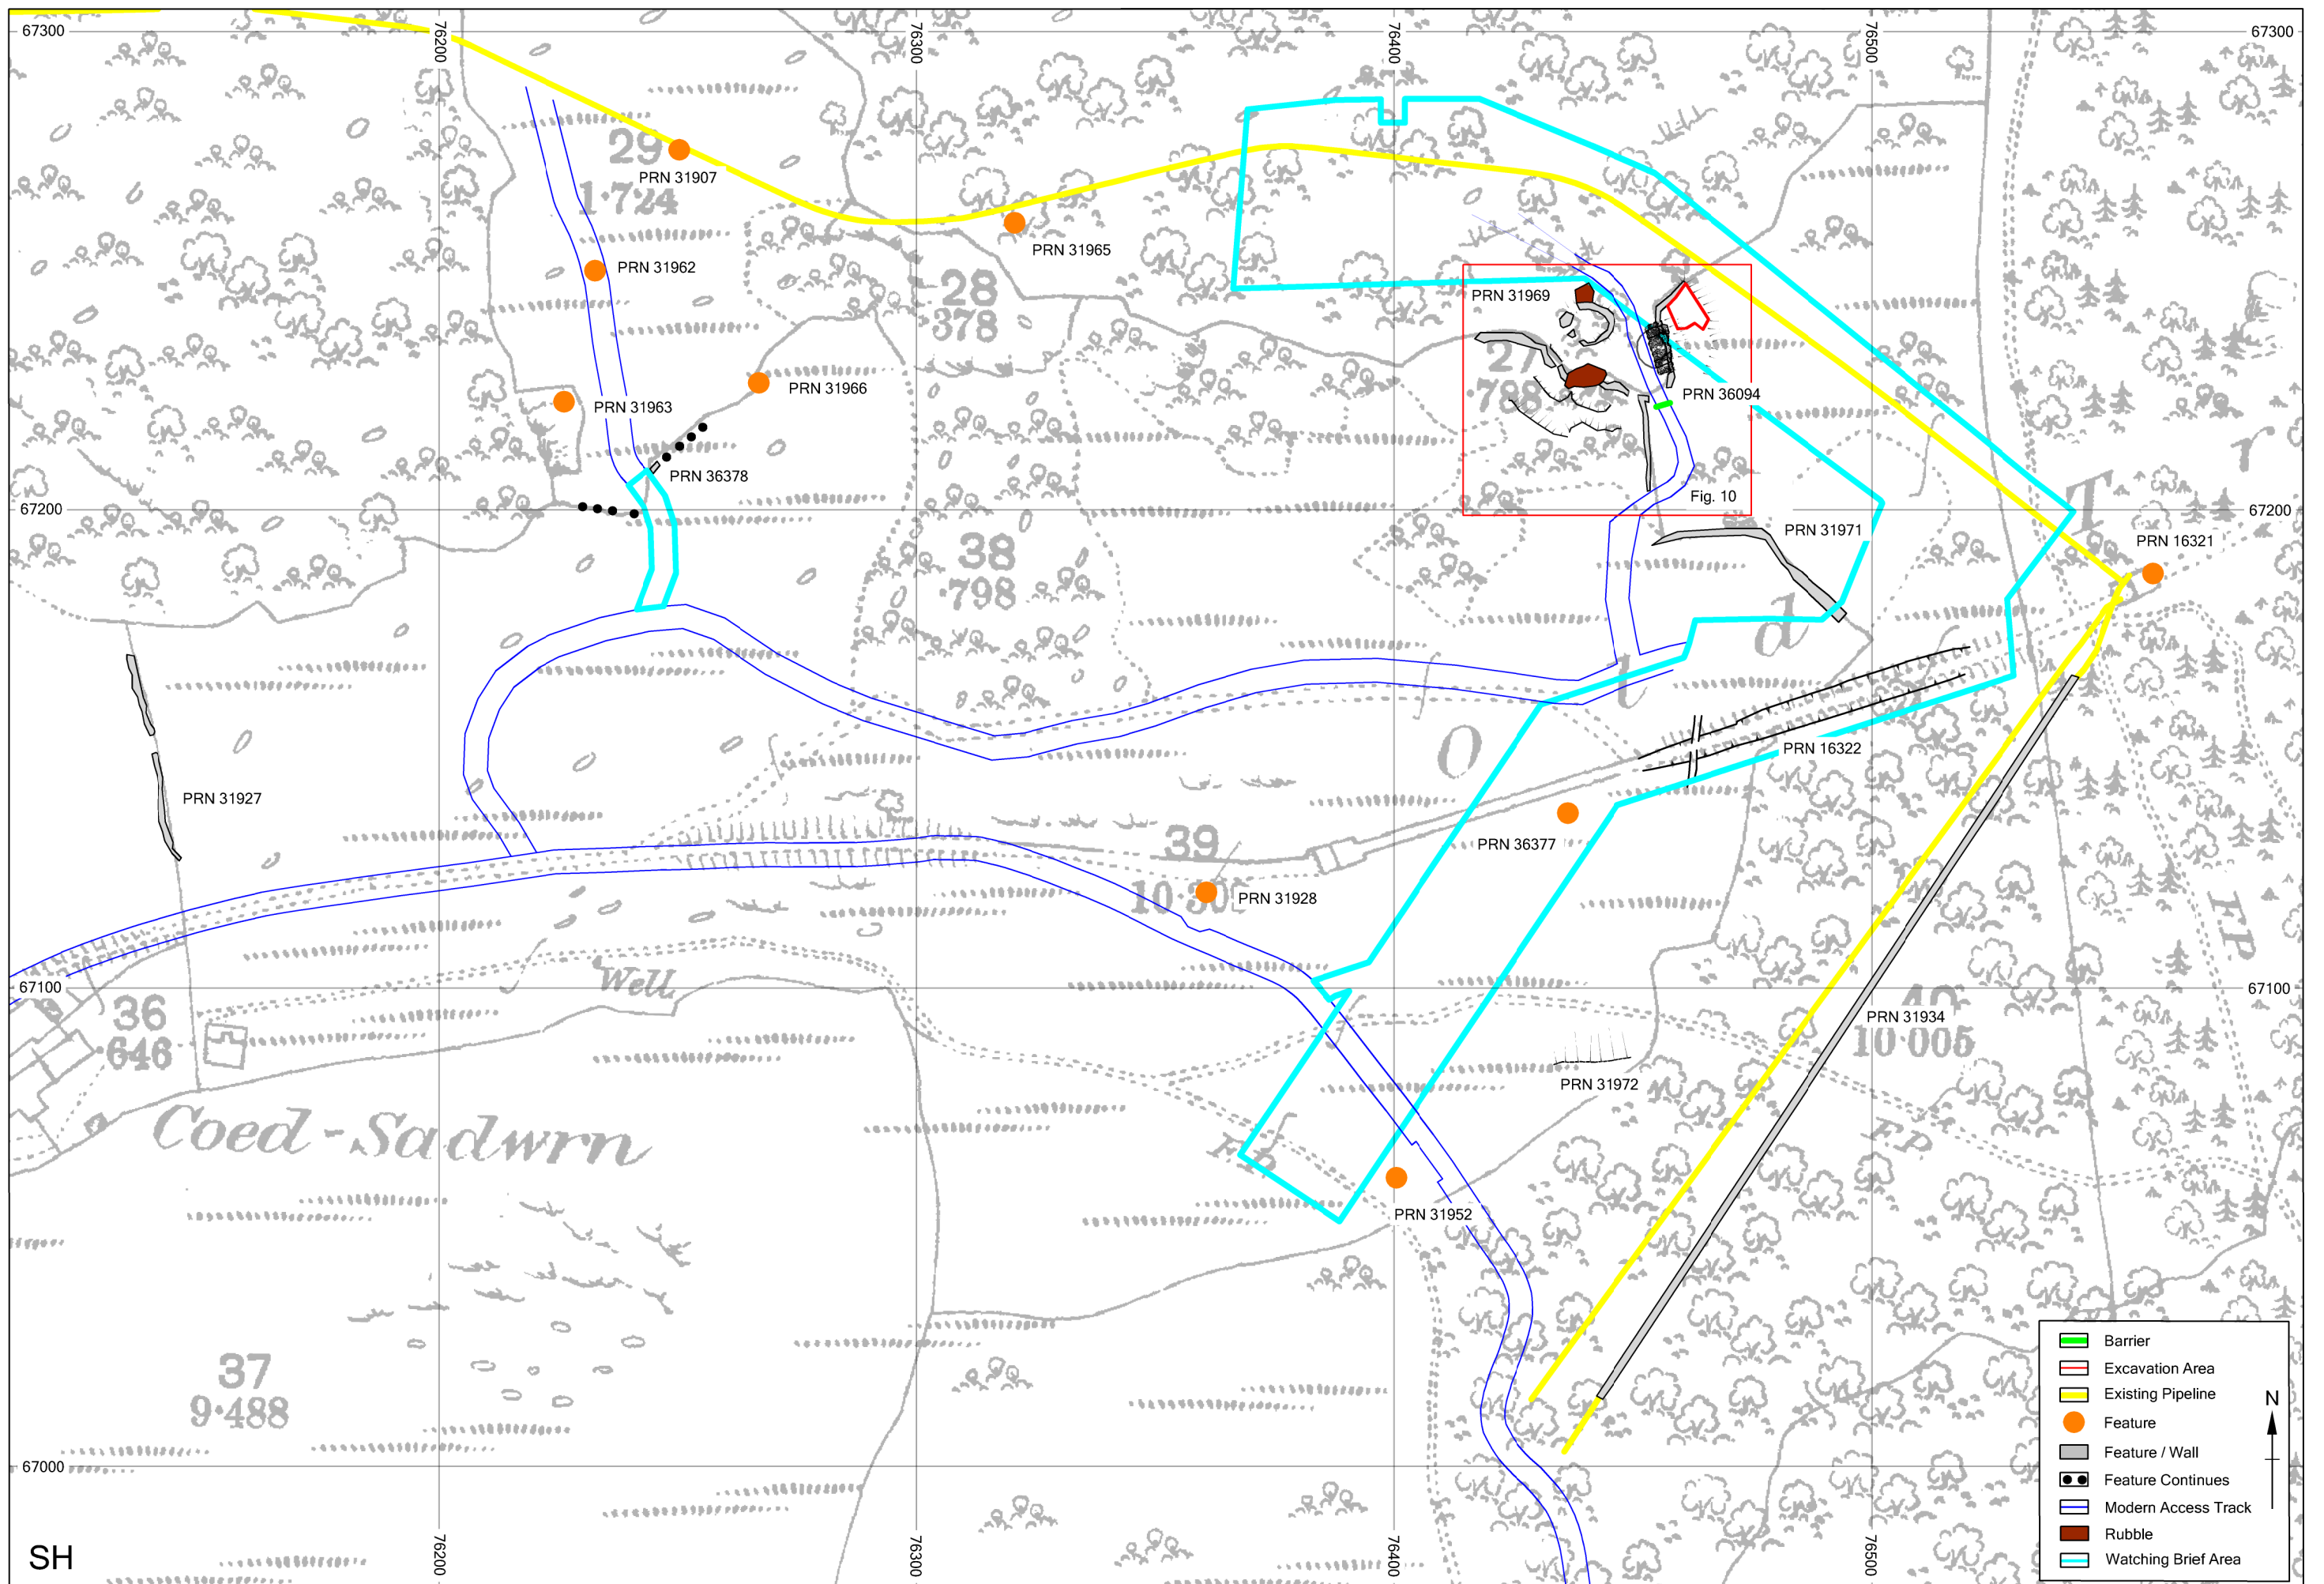 67300
76200
76300
76400
76500
67300
29
1·724
PRN 31907
PRN 31965
PRN 31962
28
·378
PRN 31969
27
·788
PRN 36094
PRN 31966
PRN 31963
PRN 36378
Fig. 10
67200
67200
PRN 31971
PRN 16321
38
·798
T
r
O
l
d
PRN 16322
PRN 31927
PRN 36377
39
PRN 31928
F P
Well
67100
67100
36
·646
PRN 31934
10·005
PRN 31972
F.P.
F.P.
Coed-Sadwrn
PRN 31952
37
9·488
67000
SH
76200
76300
76400
76500
Barrier
Excavation Area
Existing Pipeline
Feature
Feature / Wall
Feature Continues
Modern Access Track
Rubble
Watching Brief Area
N